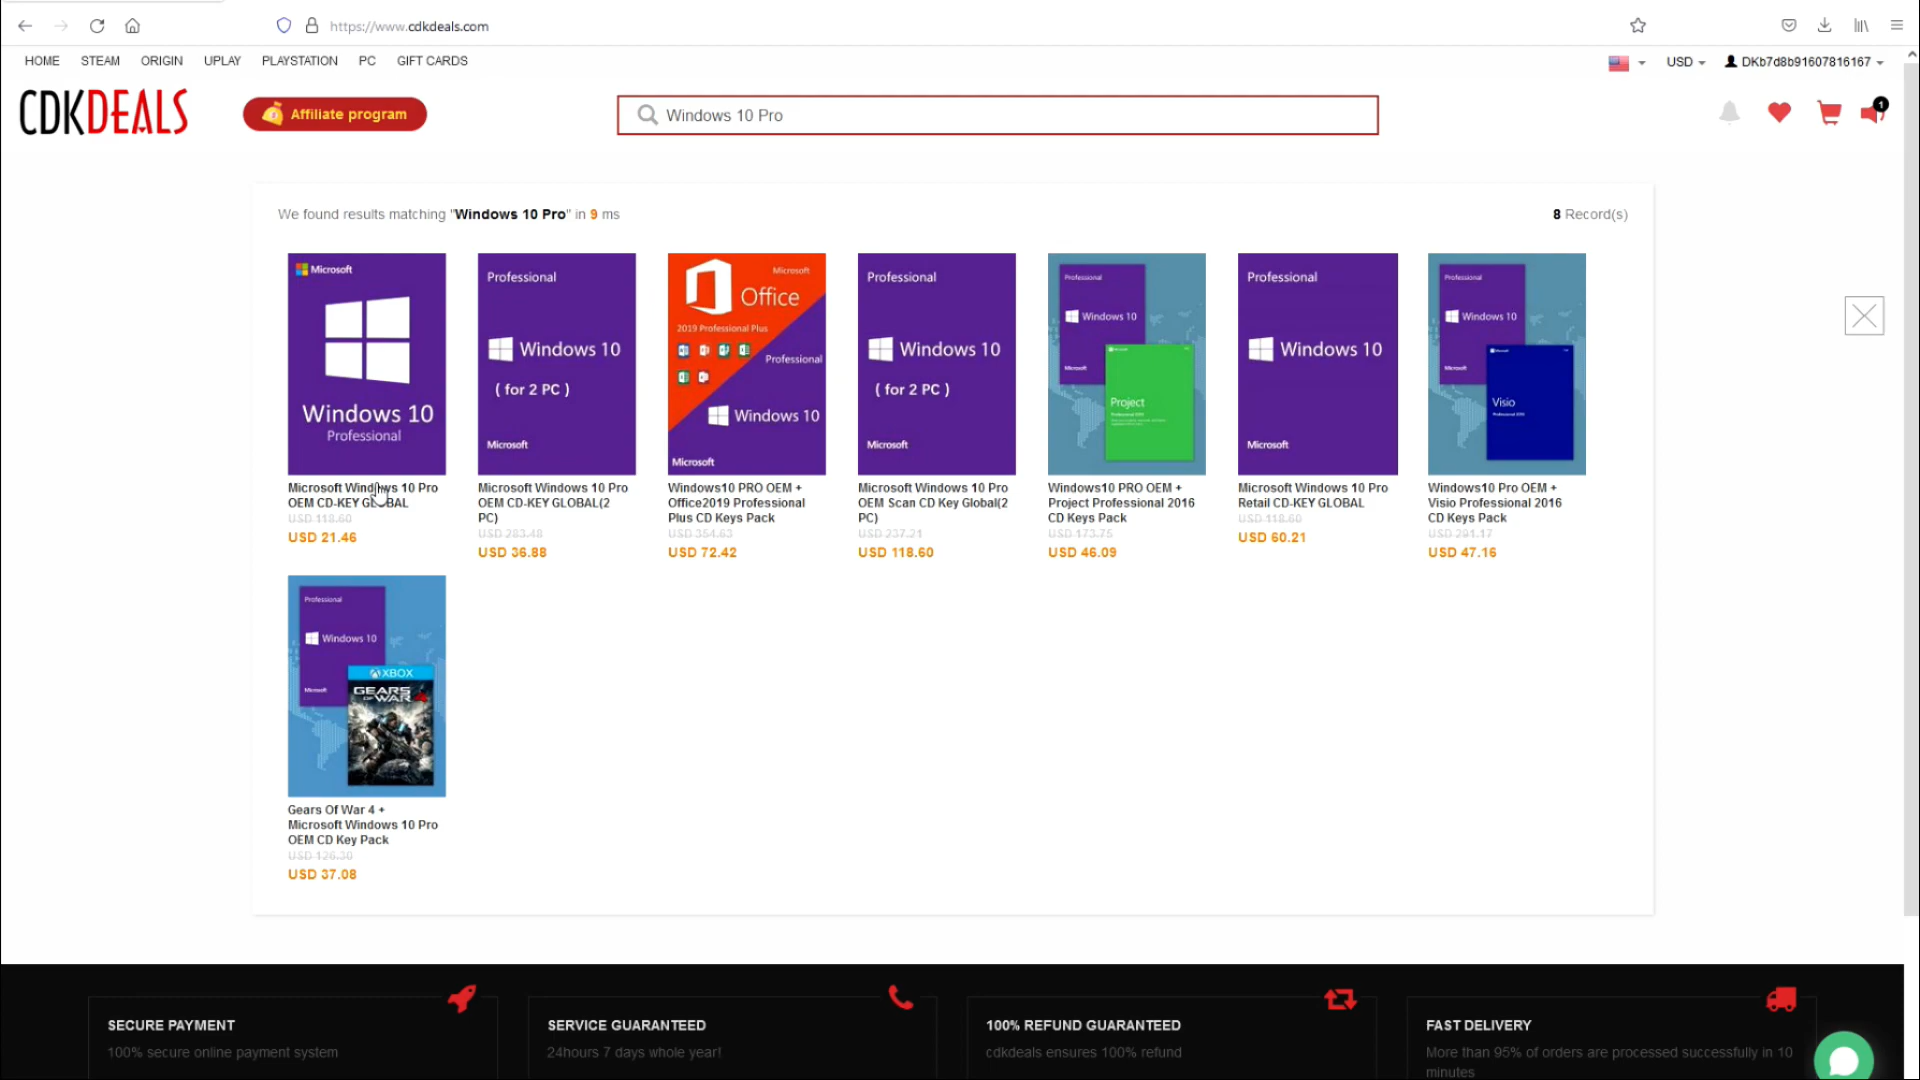 https://www.cdkdeals.com
HOME STEAM ORIGIN UPLAY PLAYSTATION PC GIFT CARDS
USD DKb7d8b91607816167
CDKDEALS
Affiliate program
Windows 10 Pro
1
We found results matching "Windows 10 Pro" in 9 ms
8 Record(s)
Microsoft
Windows 10
Professional
Microsoft Windows 10 Pro
OEM CD-KEY GLOBAL
USD 118.60
USD 21.46
Professional
Windows 10
( for 2 PC )
Microsoft
Microsoft Windows 10 Pro
OEM CD-KEY GLOBAL(2
PC)
USD 283.48
USD 36.88
Microsoft
Office
2019 Professional Plus
Professional
Windows 10
Microsoft
Windows10 PRO OEM +
Office2019 Professional
Plus CD Keys Pack
USD 354.63
USD 72.42
Professional
Windows 10
( for 2 PC )
Microsoft
Microsoft Windows 10 Pro
OEM Scan CD Key Global(2
PC)
USD 237.21
USD 118.60
Professional
Windows 10
Microsoft
Project
Windows10 PRO OEM +
Project Professional 2016
CD Keys Pack
USD 173.75
USD 46.09
Professional
Windows 10
Microsoft
Microsoft Windows 10 Pro
Retail CD-KEY GLOBAL
USD 118.60
USD 60.21
Professional
Windows 10
Microsoft
Visio
Windows10 Pro OEM +
Visio Professional 2016
CD Keys Pack
USD 291.17
USD 47.16
Professional
Windows 10
Microsoft
XBOX
GEARS
OF WAR 4
Gears Of War 4 +
Microsoft Windows 10 Pro
OEM CD Key Pack
USD 126.30
USD 37.08
SECURE PAYMENT
100% secure online payment system
SERVICE GUARANTEED
24hours 7 days whole year!
100% REFUND GUARANTEED
cdkdeals ensures 100% refund
FAST DELIVERY
More than 95% of orders are processed successfully in 10
minutes